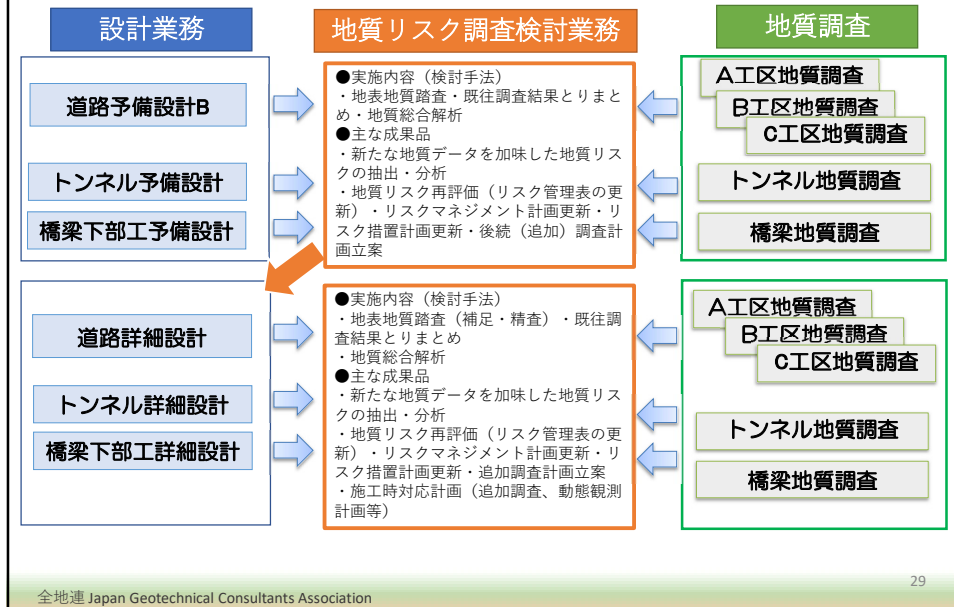 設計業務
地質リスク調査検討業務
地質調査
道路予備設計B
トンネル予備設計
橋梁下部工予備設計
●実施内容（検討手法）
・地表地質踏査・既往調査結果とりまと
め・地質総合解析
●主な成果品
・新たな地質データを加味した地質リス
クの抽出・分析
・地質リスク再評価（リスク管理表の更
新）・リスクマネジメント計画更新・リ
スク措置計画更新・後続（追加）調査計
画立案
A工区地質調査
B工区地質調査
C工区地質調査
トンネル地質調査
橋梁地質調査
道路詳細設計
トンネル詳細設計
橋梁下部工詳細設計
●実施内容（検討手法）
・地表地質踏査（補足・精査）・既往調
査結果とりまとめ
・地質総合解析
●主な成果品
・新たな地質データを加味した地質リス
クの抽出・分析
・地質リスク再評価（リスク管理表の更
新）・リスクマネジメント計画更新・リ
スク措置計画更新・追加調査計画立案
・施工時対応計画（追加調査、動態観測
計画等）
A工区地質調査
B工区地質調査
C工区地質調査
トンネル地質調査
橋梁地質調査
29
全地連 Japan Geotechnical Consultants Association